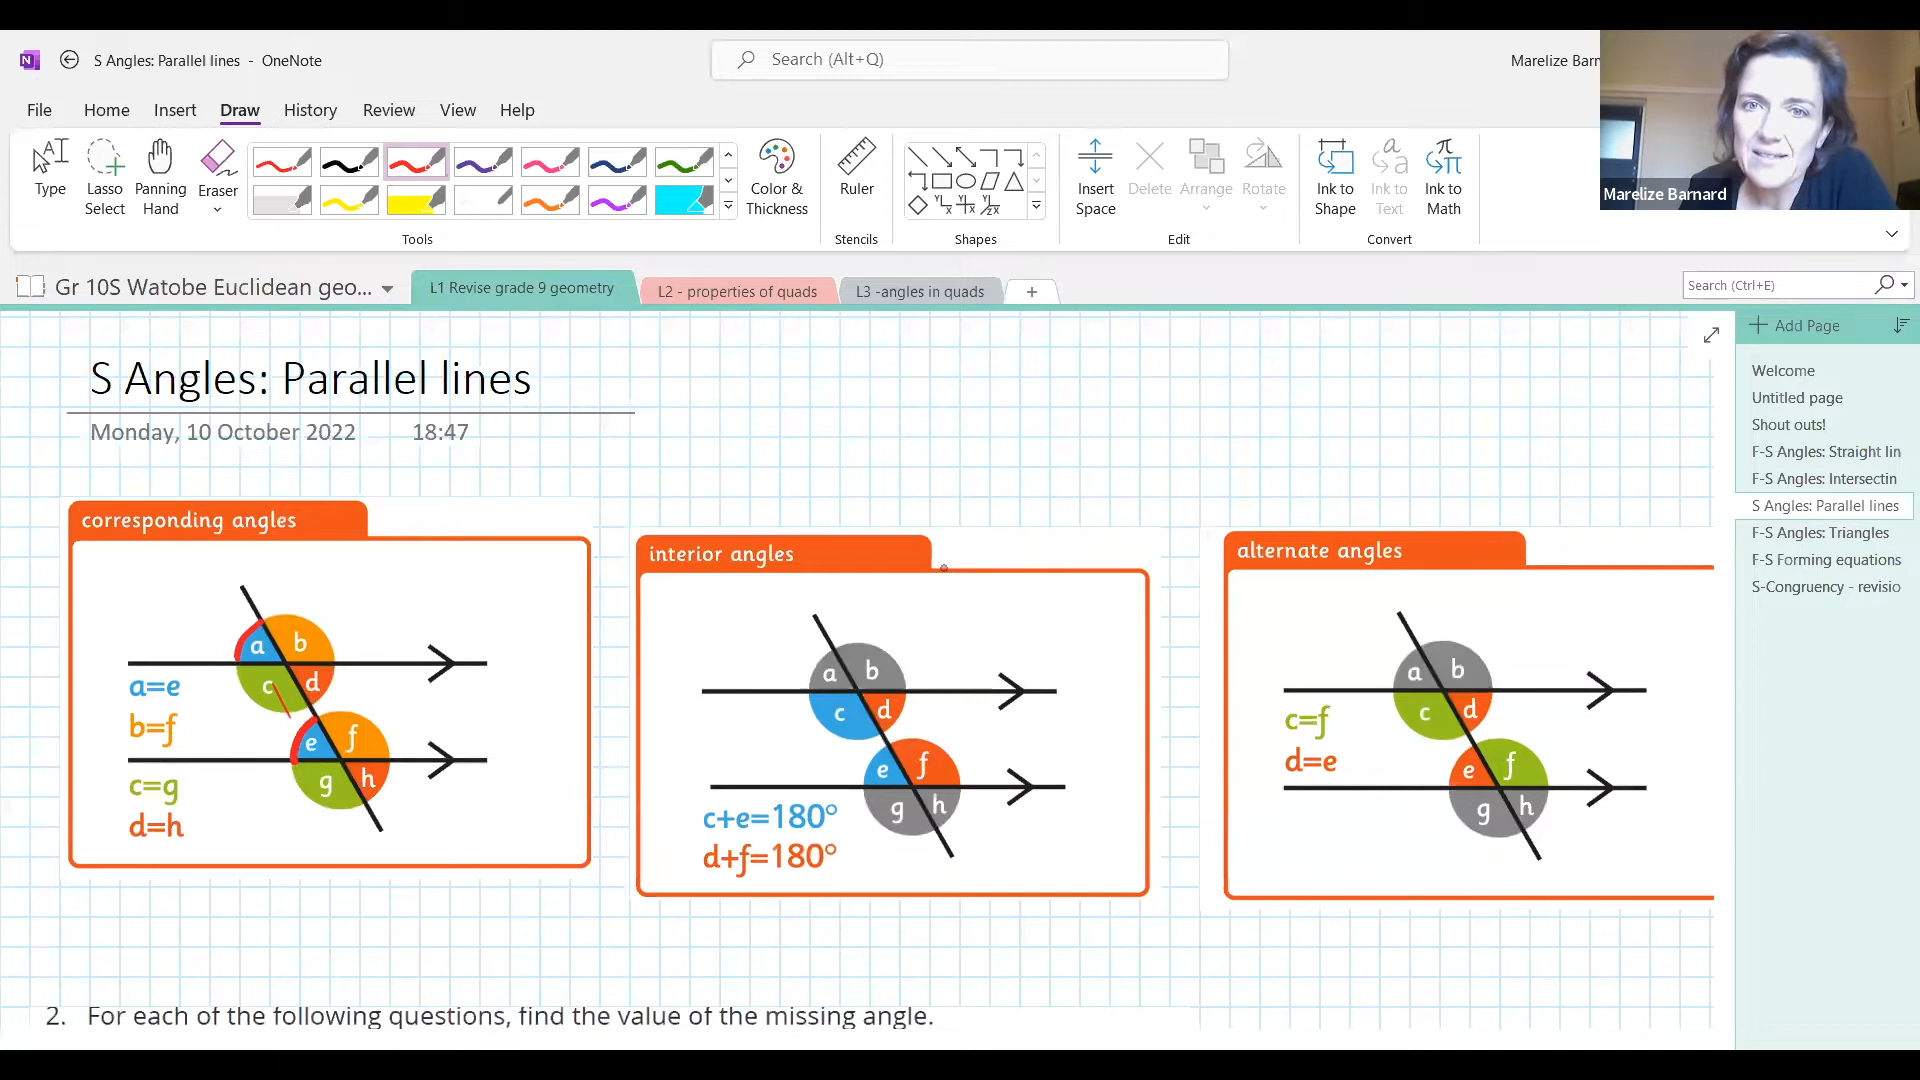 S Angles: Parallel lines - OneNote
Search (Alt+Q)
Marelize Barn
File Home Insert Draw History Review View Help
Type
Lasso Select
Panning Hand
Eraser
Color & Thickness
Ruler
Insert Space
Delete
Arrange
Rotate
Ink to Shape
Ink to Text
Ink to Math
Tools
Stencils
Shapes
Edit
Convert
Marelize Barnard
Gr 10S Watobe Euclidean geo...
L1 Revise grade 9 geometry
L2 - properties of quads
L3 -angles in quads
Search (Ctrl+E)
Add Page
Welcome
Untitled page
Shout outs!
F-S Angles: Straight lin
F-S Angles: Intersectin
S Angles: Parallel lines
F-S Angles: Triangles
F-S Forming equations
S-Congruency - revisio
S Angles: Parallel lines
Monday, 10 October 2022 18:47
corresponding angles
a b
c d
e f
g h
a=e
b=f
c=g
d=h
interior angles
a b
c d
e f
g h
c+e=180°
d+f=180°
alternate angles
a b
c d
e f
g h
c=f
d=e
2. For each of the following questions, find the value of the missing angle.